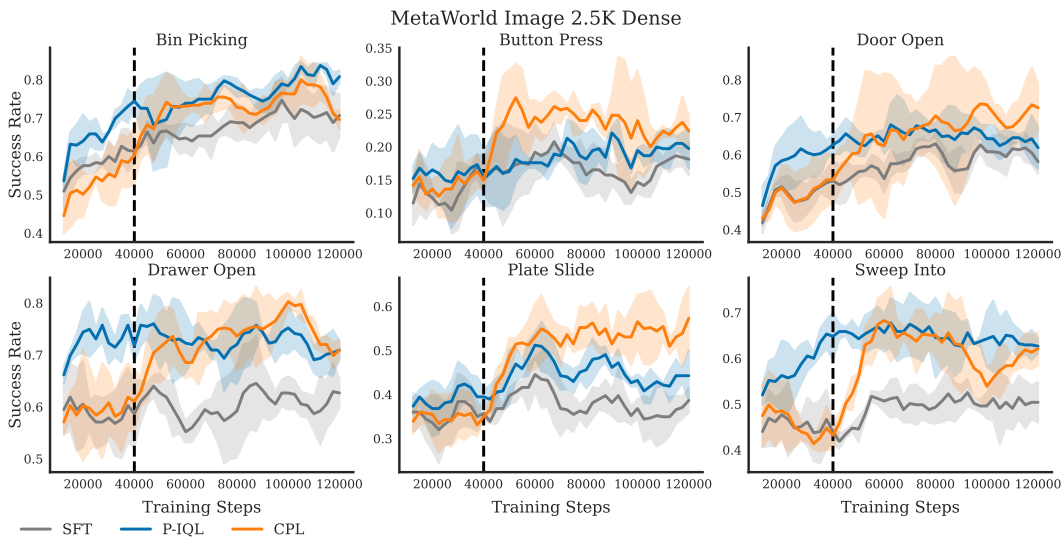 MetaWorld Image 2.5K Dense
Bin Picking
Button Press
Door Open
Success Rate
0.8
0.7
0.6
0.5
0.4
20000 40000 60000 80000 100000 120000
0.35
0.30
0.25
0.20
0.15
0.10
20000 40000 60000 80000 100000 120000
0.8
0.7
0.6
0.5
0.4
20000 40000 60000 80000 100000 120000
Drawer Open
Plate Slide
Sweep Into
Success Rate
0.8
0.7
0.6
0.5
20000 40000 60000 80000 100000 120000
Training Steps
0.6
0.5
0.4
0.3
20000 40000 60000 80000 100000 120000
Training Steps
0.7
0.6
0.5
0.4
20000 40000 60000 80000 100000 120000
Training Steps
SFT P-IQL CPL